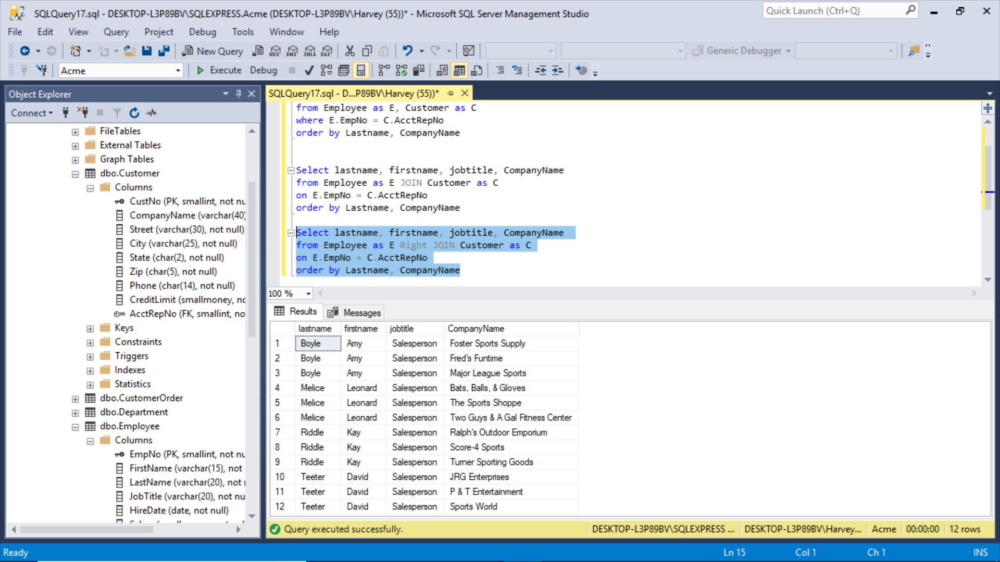 SQLQuery17.sql - DESKTOP-L3P89BV\SQLEXPRESS.Acme (DESKTOP-L3P89BV\Harvey (55))* - Microsoft SQL Server Management Studio
Quick Launch (Ctrl+Q)
File Edit View Query Project Debug Tools Window Help
New Query MDX DMX XMLA DAX Generic Debugger
Acme Execute Debug
Object Explorer
Connect
FileTables
External Tables
Graph Tables
dbo.Customer
Columns
CustNo (PK, smallint, not nu
CompanyName (varchar(40)
Street (varchar(30), not null)
City (varchar(25), not null)
State (char(2), not null)
Zip (char(5), not null)
Phone (char(14), not null)
CreditLimit (smallmoney, no
AcctRepNo (FK, smallint, no
Keys
Constraints
Triggers
Indexes
Statistics
dbo.CustomerOrder
dbo.Department
dbo.Employee
Columns
EmpNo (PK, smallint, not nu
FirstName (varchar(15), not
LastName (varchar(20), not
JobTitle (varchar(20), not nu
HireDate (date, not null)
SQLQuery17.sql - D...P89BV\Harvey (55))*
from Employee as E, Customer as C
where E.EmpNo = C.AcctRepNo
order by Lastname, CompanyName
Select lastname, firstname, jobtitle, CompanyName
from Employee as E JOIN Customer as C
on E.EmpNo = C.AcctRepNo
order by Lastname, CompanyName
Select lastname, firstname, jobtitle, CompanyName
from Employee as E Right JOIN Customer as C
on E.EmpNo = C.AcctRepNo
order by Lastname, CompanyName
100 %
Results Messages
lastname firstname jobtitle CompanyName
1 Boyle Amy Salesperson Foster Sports Supply
2 Boyle Amy Salesperson Fred's Funtime
3 Boyle Amy Salesperson Major League Sports
4 Melice Leonard Salesperson Bats, Balls, & Gloves
5 Melice Leonard Salesperson The Sports Shoppe
6 Melice Leonard Salesperson Two Guys & A Gal Fitness Center
7 Riddle Kay Salesperson Ralph's Outdoor Emporium
8 Riddle Kay Salesperson Score-4 Sports
9 Riddle Kay Salesperson Turner Sporting Goods
10 Teeter David Salesperson JRG Enterprises
11 Teeter David Salesperson P & T Entertainment
12 Teeter David Salesperson Sports World
Query executed successfully.
DESKTOP-L3P89BV\SQLEXPRESS ... DESKTOP-L3P89BV\Harvey... Acme 00:00:00 12 rows
Ready Ln 15 Col 1 Ch 1 INS